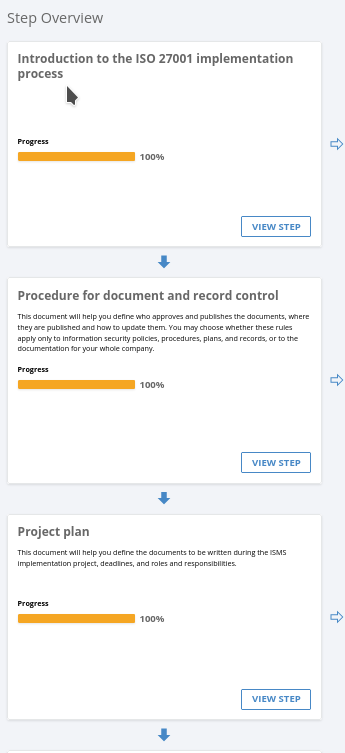 Step Overview
Introduction to the ISO 27001 implementation
process
Progress
100%
VIEW STEP
Procedure for document and record control
This document will help you define who approves and publishes the documents, where
they are published and how to update them. You may choose whether these rules
apply only to information security policies, procedures, plans, and records, or to the
documentation for your whole company.
Progress
100%
VIEW STEP
Project plan
This document will help you define the documents to be written during the ISMS
implementation project, deadlines, and roles and responsibilities.
Progress
100%
VIEW STEP